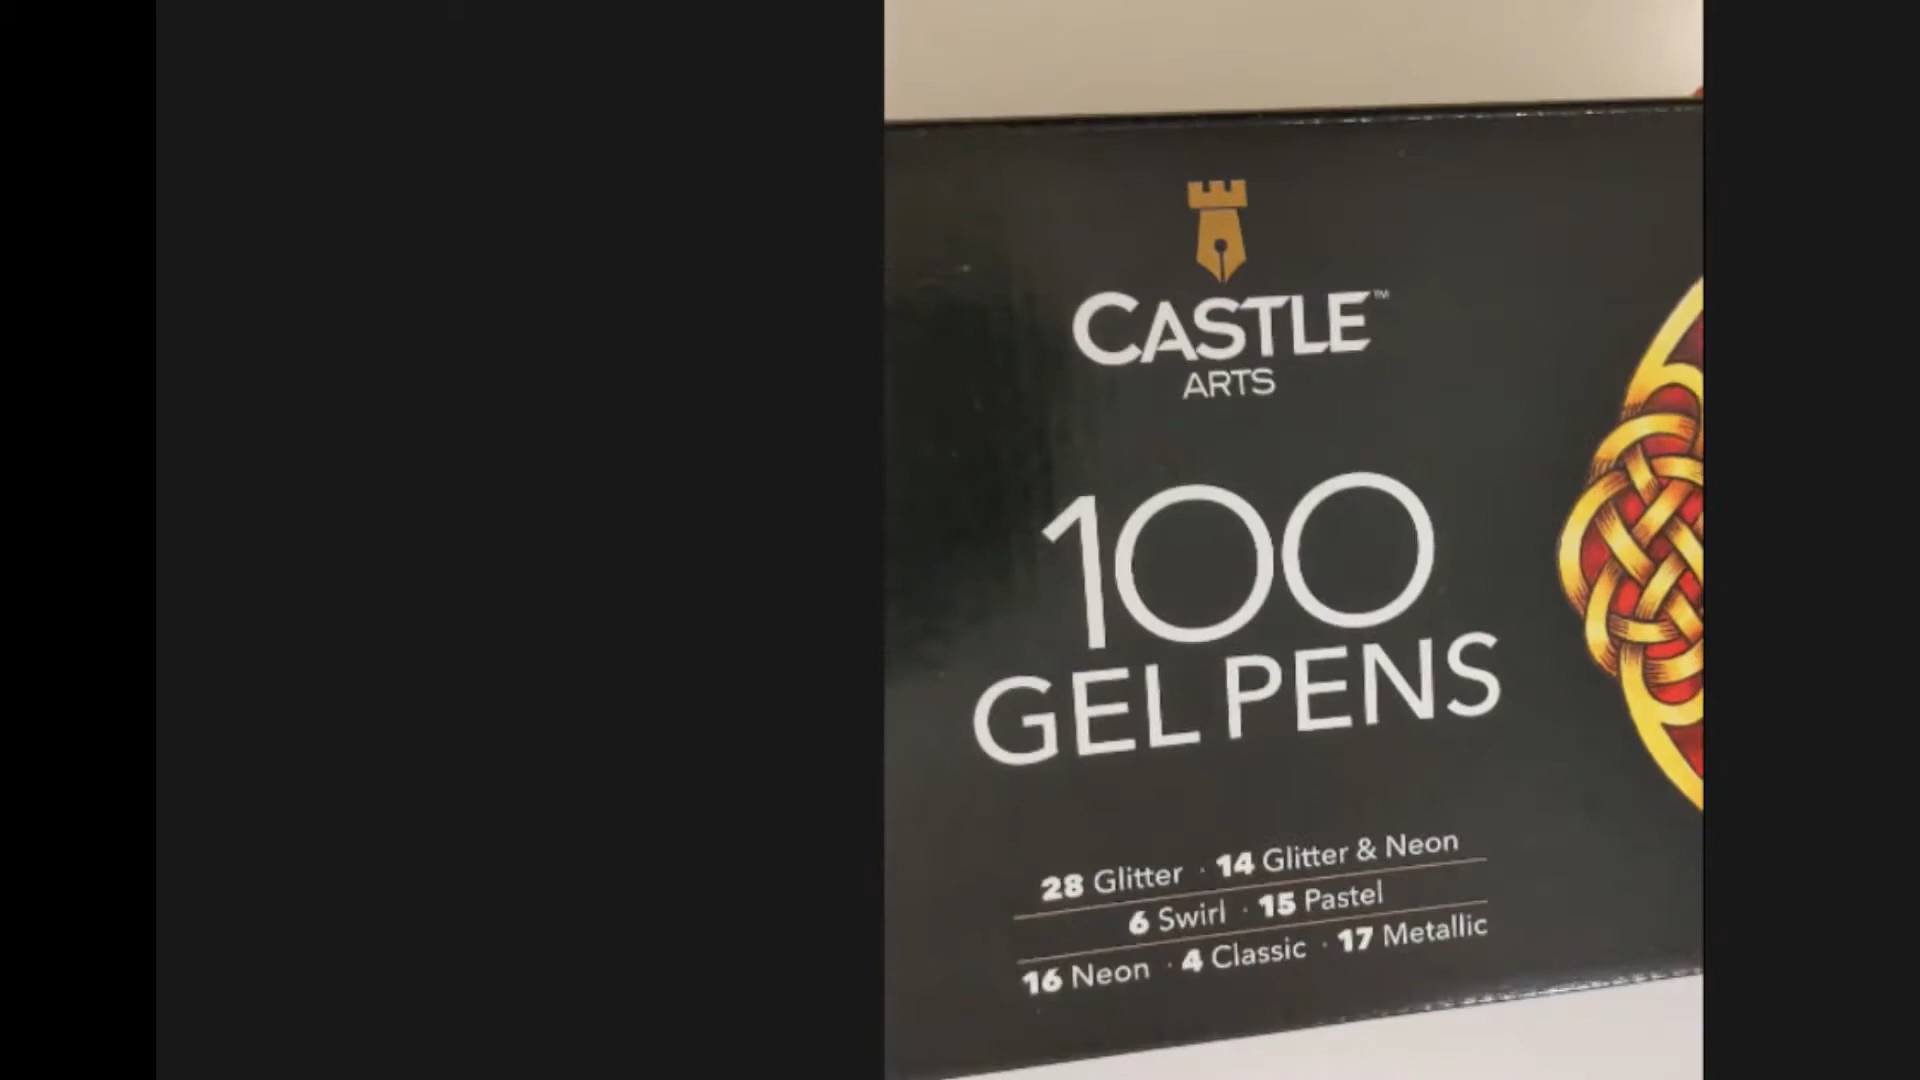 CASTLE™
ARTS
100
GEL PENS
28 Glitter · 14 Glitter & Neon
6 Swirl · 15 Pastel
16 Neon · 4 Classic · 17 Metallic